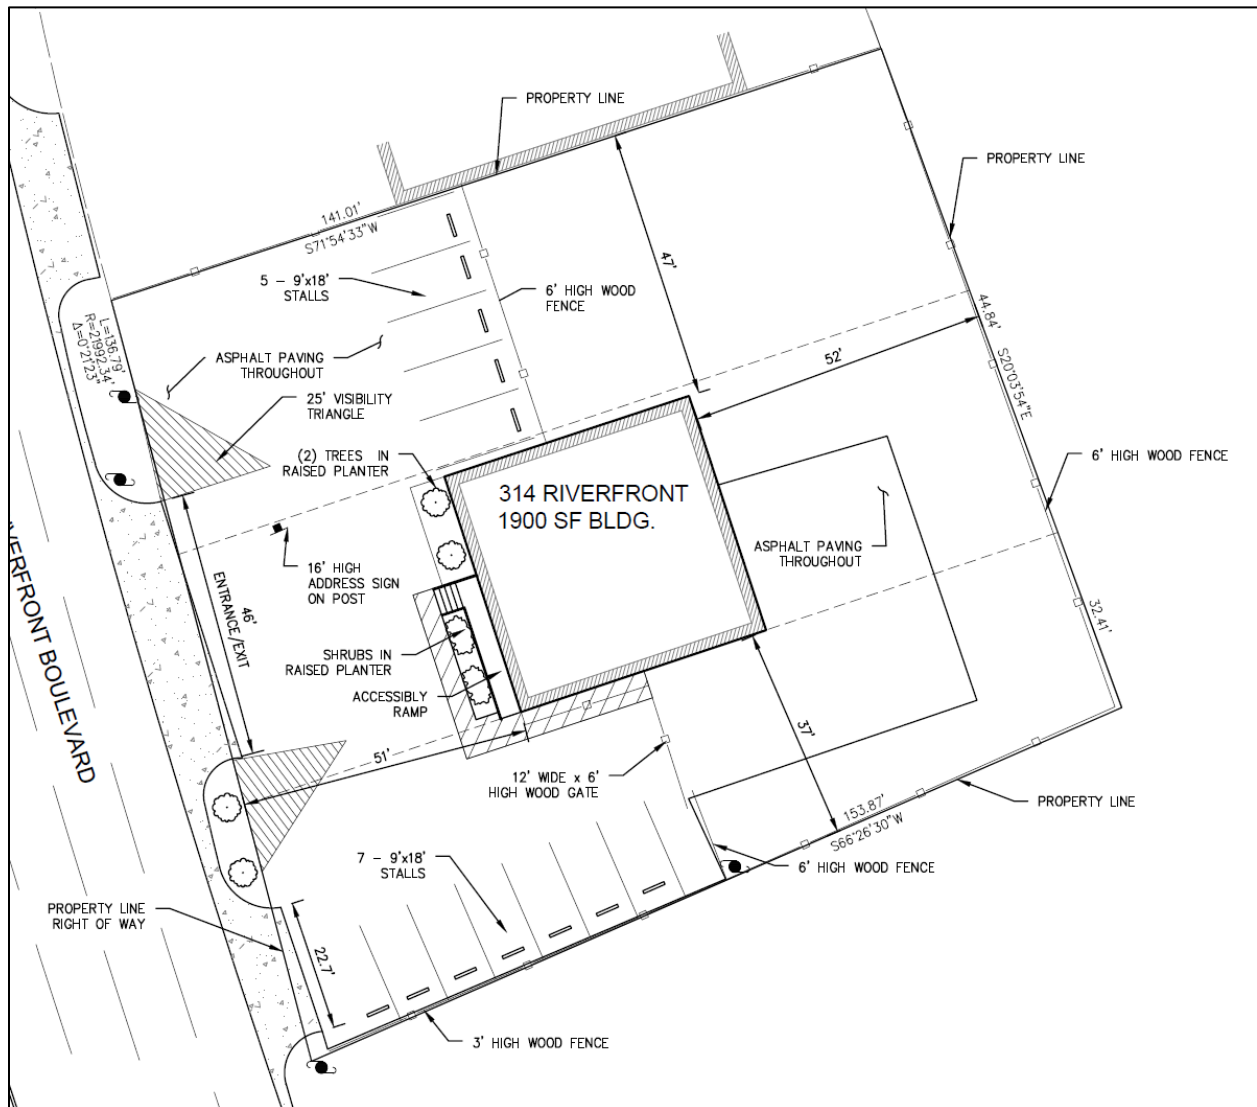 PROPERTY LINE
PROPERTY LINE
141.01'
S71°54'33"W
5 - 9'x18'
STALLS
6' HIGH WOOD
FENCE
47'
L=136.79'
R=21992.34'
Δ=0°21'23"
ASPHALT PAVING
THROUGHOUT
25' VISIBILITY
TRIANGLE
52'
44.84'
S20°03'54"E
(2) TREES IN
RAISED PLANTER
6' HIGH WOOD FENCE
314 RIVERFRONT
1900 SF BLDG.
ASPHALT PAVING
THROUGHOUT
16' HIGH
ADDRESS SIGN
ON POST
46'
ENTRANCE/EXIT
VERFRONT BOULEVARD
32.41'
SHRUBS IN
RAISED PLANTER
ACCESSIBLY
RAMP
51'
37'
12' WIDE x 6'
HIGH WOOD GATE
153.87'
S66°26'30"W
PROPERTY LINE
7 - 9'x18'
STALLS
6' HIGH WOOD FENCE
PROPERTY LINE
RIGHT OF WAY
22.7'
3' HIGH WOOD FENCE